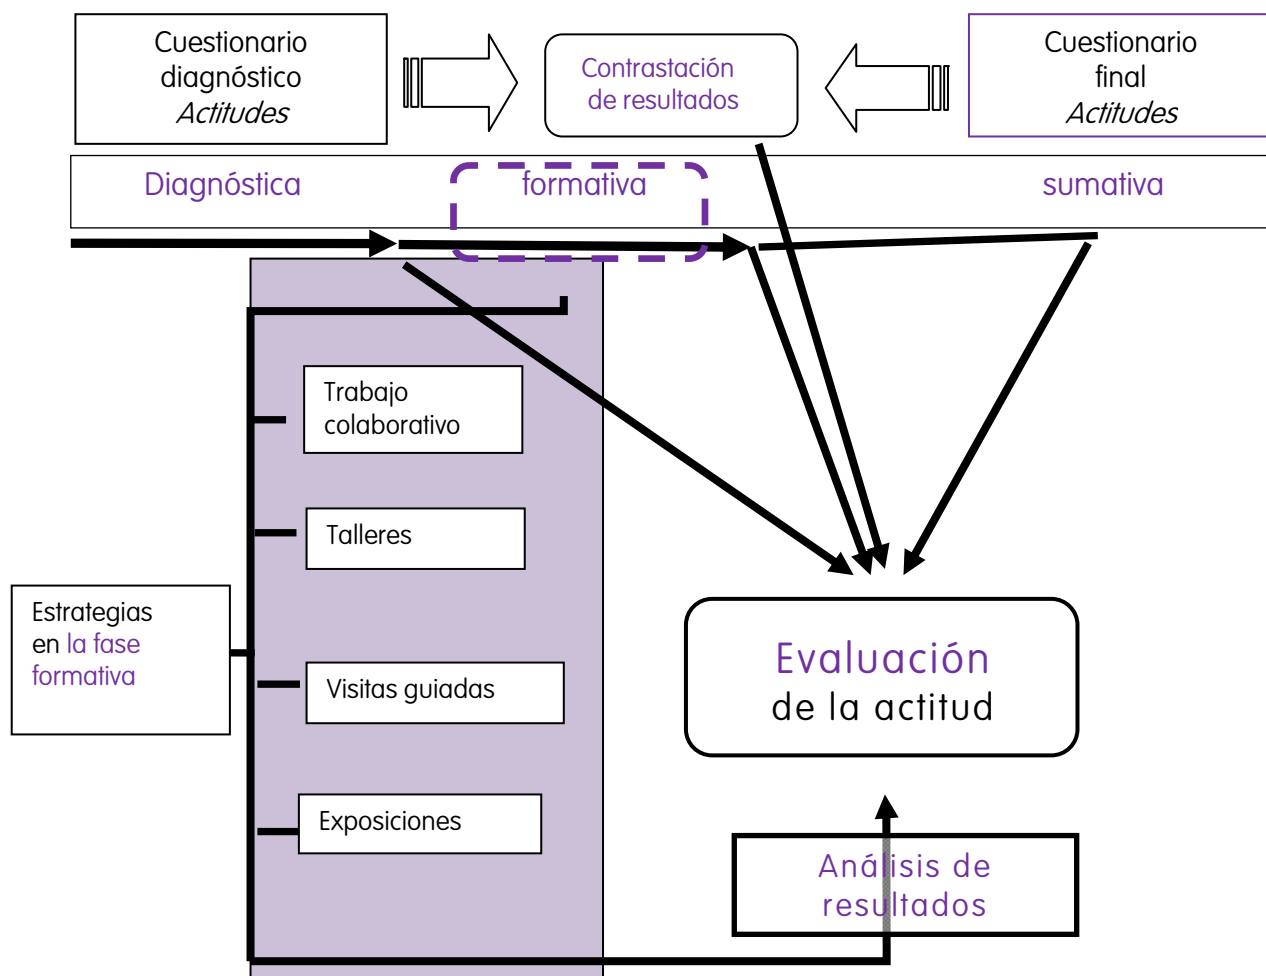 Cuestionario
diagnóstico
Actitudes
Contrastación
de resultados
Cuestionario
final
Actitudes
Diagnóstica
formativa
sumativa
Trabajo
colaborativo
Talleres
Estrategias
en la fase
formativa
Visitas guiadas
Exposiciones
Evaluación
de la actitud
Análisis de
resultados